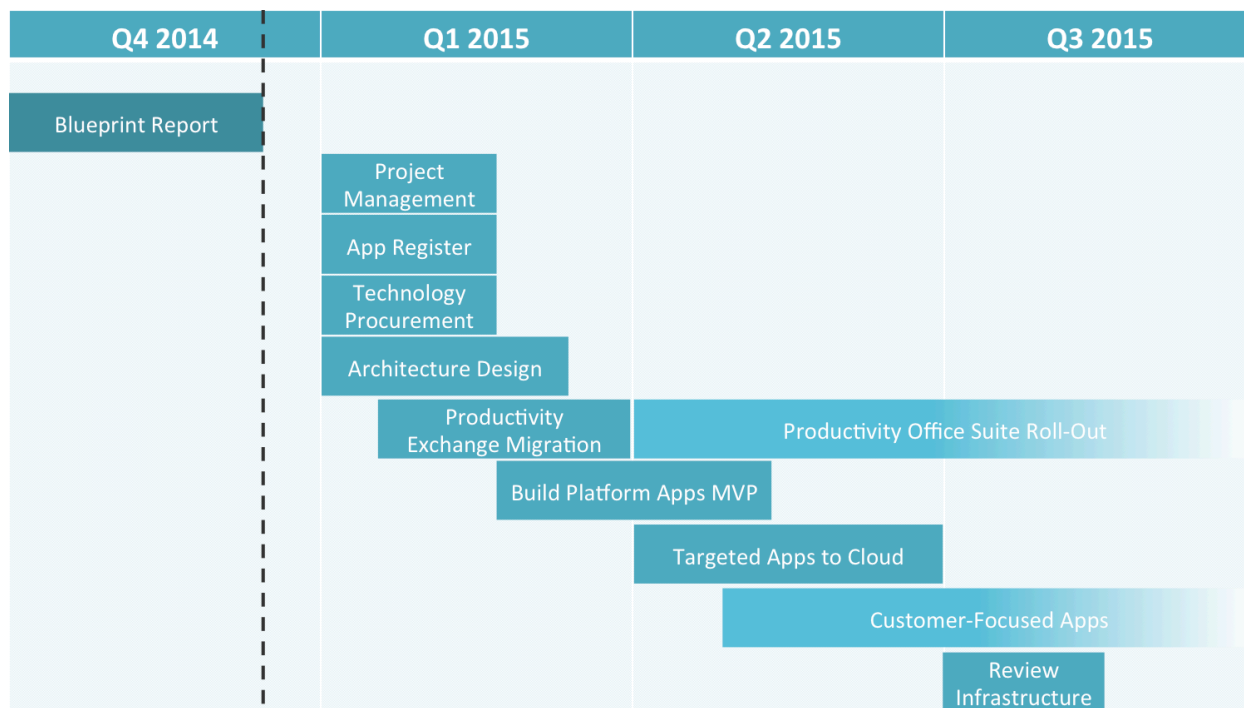 Q4 2014
Q1 2015
Q2 2015
Q3 2015
Blueprint Report
Project
Management
App Register
Technology
Procurement
Architecture Design
Productivity
Exchange Migration
Productivity Office Suite Roll-Out
Build Platform Apps MVP
Targeted Apps to Cloud
Customer-Focused Apps
Review
Infrastructure